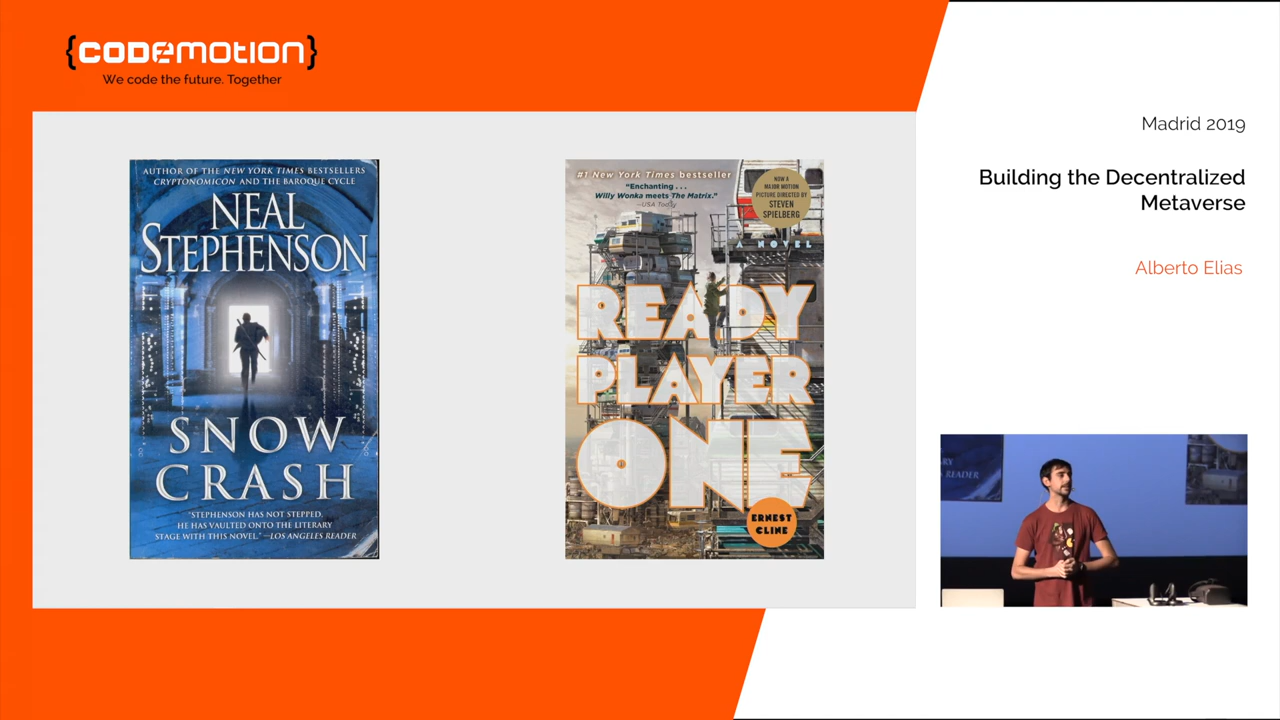 {CODEMOTION}
We code the future. Together
Madrid 2019
Building the Decentralized
Metaverse
Alberto Elias
AUTHOR OF THE NEW YORK TIMES BESTSELLERS
CRYPTONOMICON AND THE BAROQUE CYCLE
NEAL
STEPHENSON
SNOW
CRASH
"STEPHENSON HAS NOT STEPPED.
HE HAS VAULTED ONTO THE LITERARY
STAGE WITH THIS NOVEL." —LOS ANGELES READER
#1 New York Times bestseller
"Enchanting . . .
Willy Wonka meets The Matrix."
—USA Today
NOW A
MAJOR MOTION
PICTURE DIRECTED BY
STEVEN
SPIELBERG
A NOVEL
READY
PLAYER
ONE
ERNEST
CLINE
READER